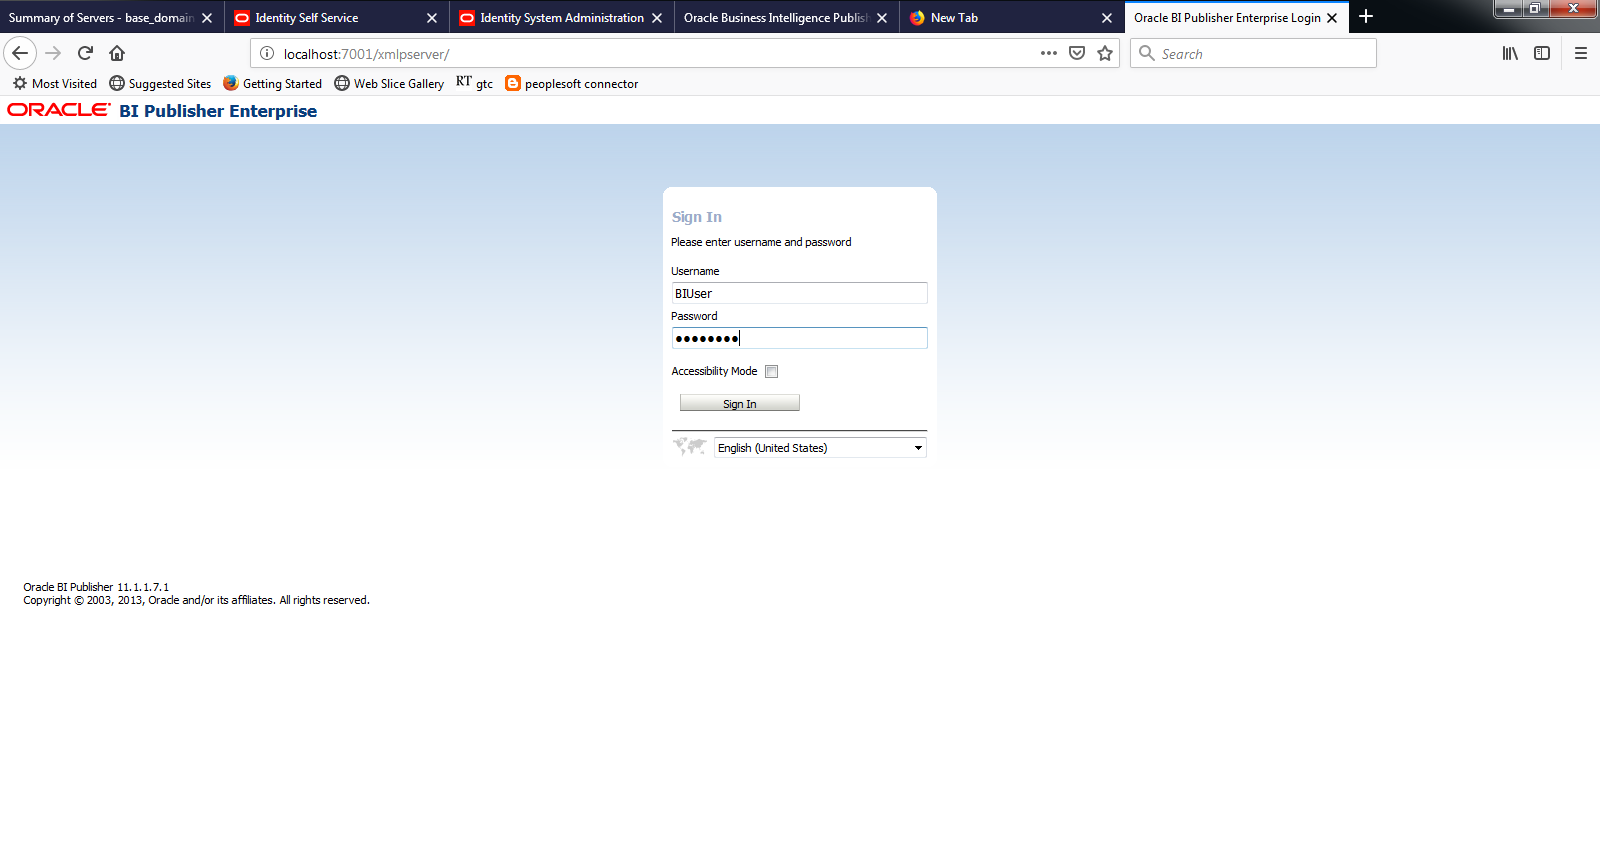 Summary of Servers - base_domain
Identity Self Service
Identity System Administration
Oracle Business Intelligence Publish
New Tab
Oracle BI Publisher Enterprise Login
localhost:7001/xmlpserver/
Search
Most Visited
Suggested Sites
Getting Started
Web Slice Gallery
RT gtc
peoplesoft connector
ORACLE BI Publisher Enterprise
Sign In
Please enter username and password
Username
BIUser
Password
Accessibility Mode
Sign In
English (United States)
Oracle BI Publisher 11.1.1.7.1
Copyright © 2003, 2013, Oracle and/or its affiliates. All rights reserved.